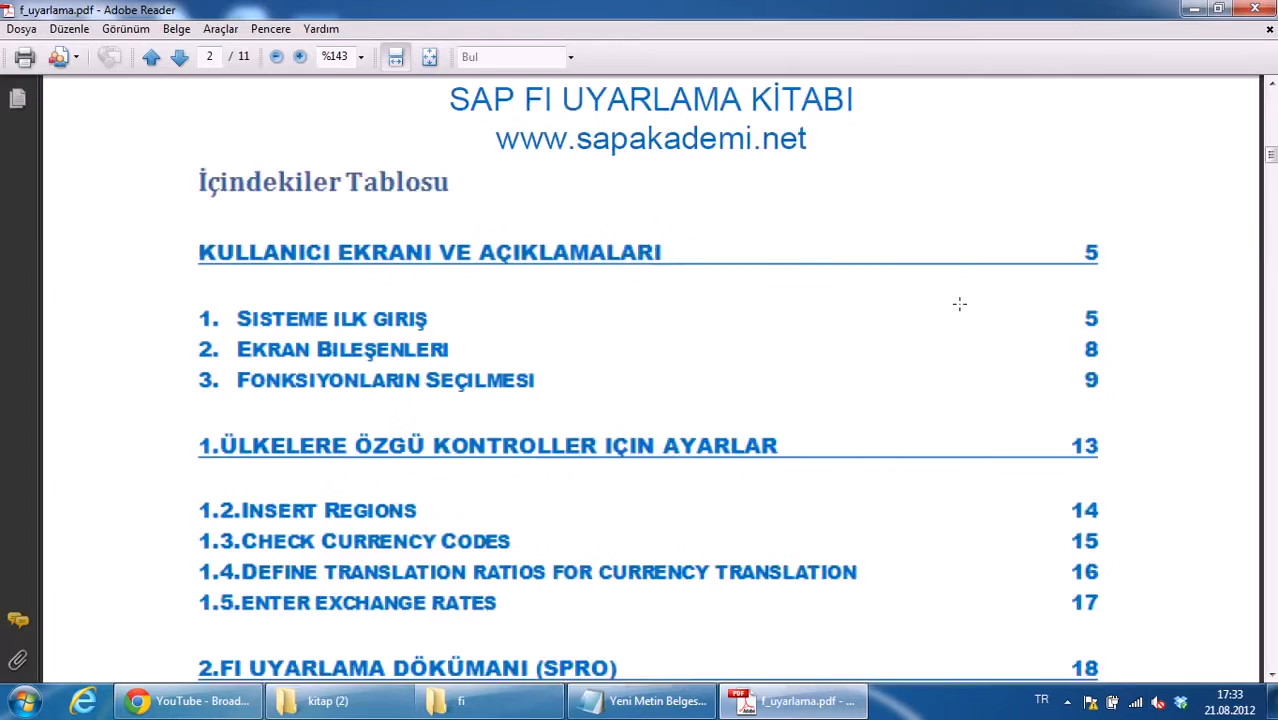 f_uyarlama.pdf - Adobe Reader
Dosya Düzenle Görünüm Belge Araçlar Pencere Yardım
2 / 11 %143 Bul
SAP FI UYARLAMA KİTABI
www.sapakademi.net
İçindekiler Tablosu
KULLANICI EKRANI VE AÇIKLAMALARI 5
1. SISTEME ILK GIRIŞ 5
2. EKRAN BILEŞENLERI 8
3. FONKSIYONLARIN SEÇILMESI 9
1.ÜLKELERE ÖZGÜ KONTROLLER IÇIN AYARLAR 13
1.2.INSERT REGIONS 14
1.3.CHECK CURRENCY CODES 15
1.4.DEFINE TRANSLATION RATIOS FOR CURRENCY TRANSLATION 16
1.5.ENTER EXCHANGE RATES 17
2.FI UYARLAMA DÖKÜMANI (SPRO) 18
YouTube - Broad... kitap (2) fi Yeni Metin Belges... PDF f_uyarlama.pdf - ... TR 17:33
21.08.2012